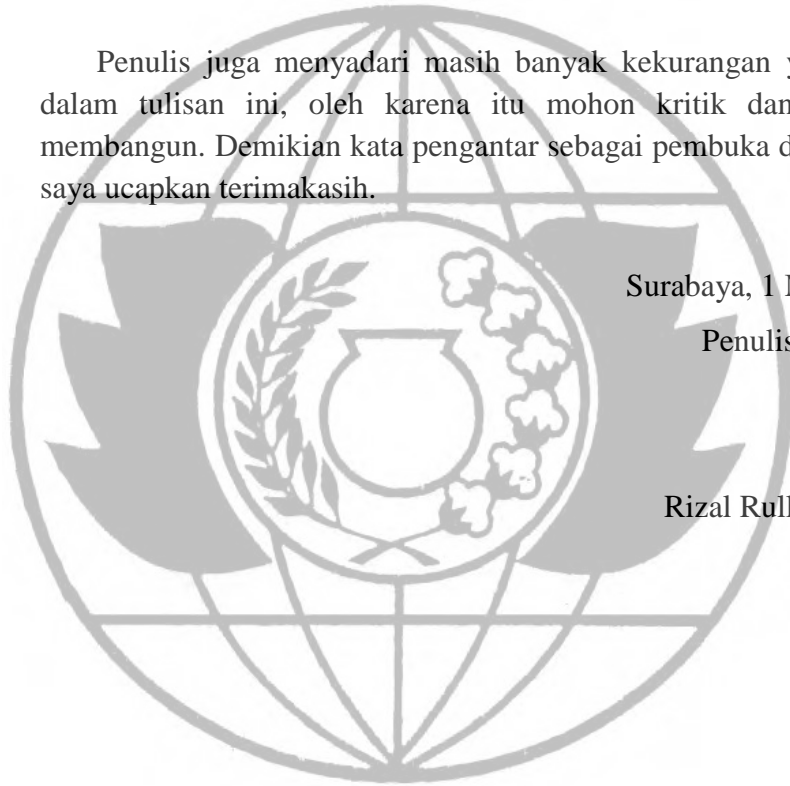 Penulis juga menyadari masih banyak kekurangan
dalam tulisan ini, oleh karena itu mohon kritik dan
membangun. Demikian kata pengantar sebagai pembuka
saya ucapkan terimakasih.
Surabaya, 1
Penulis
Rizal